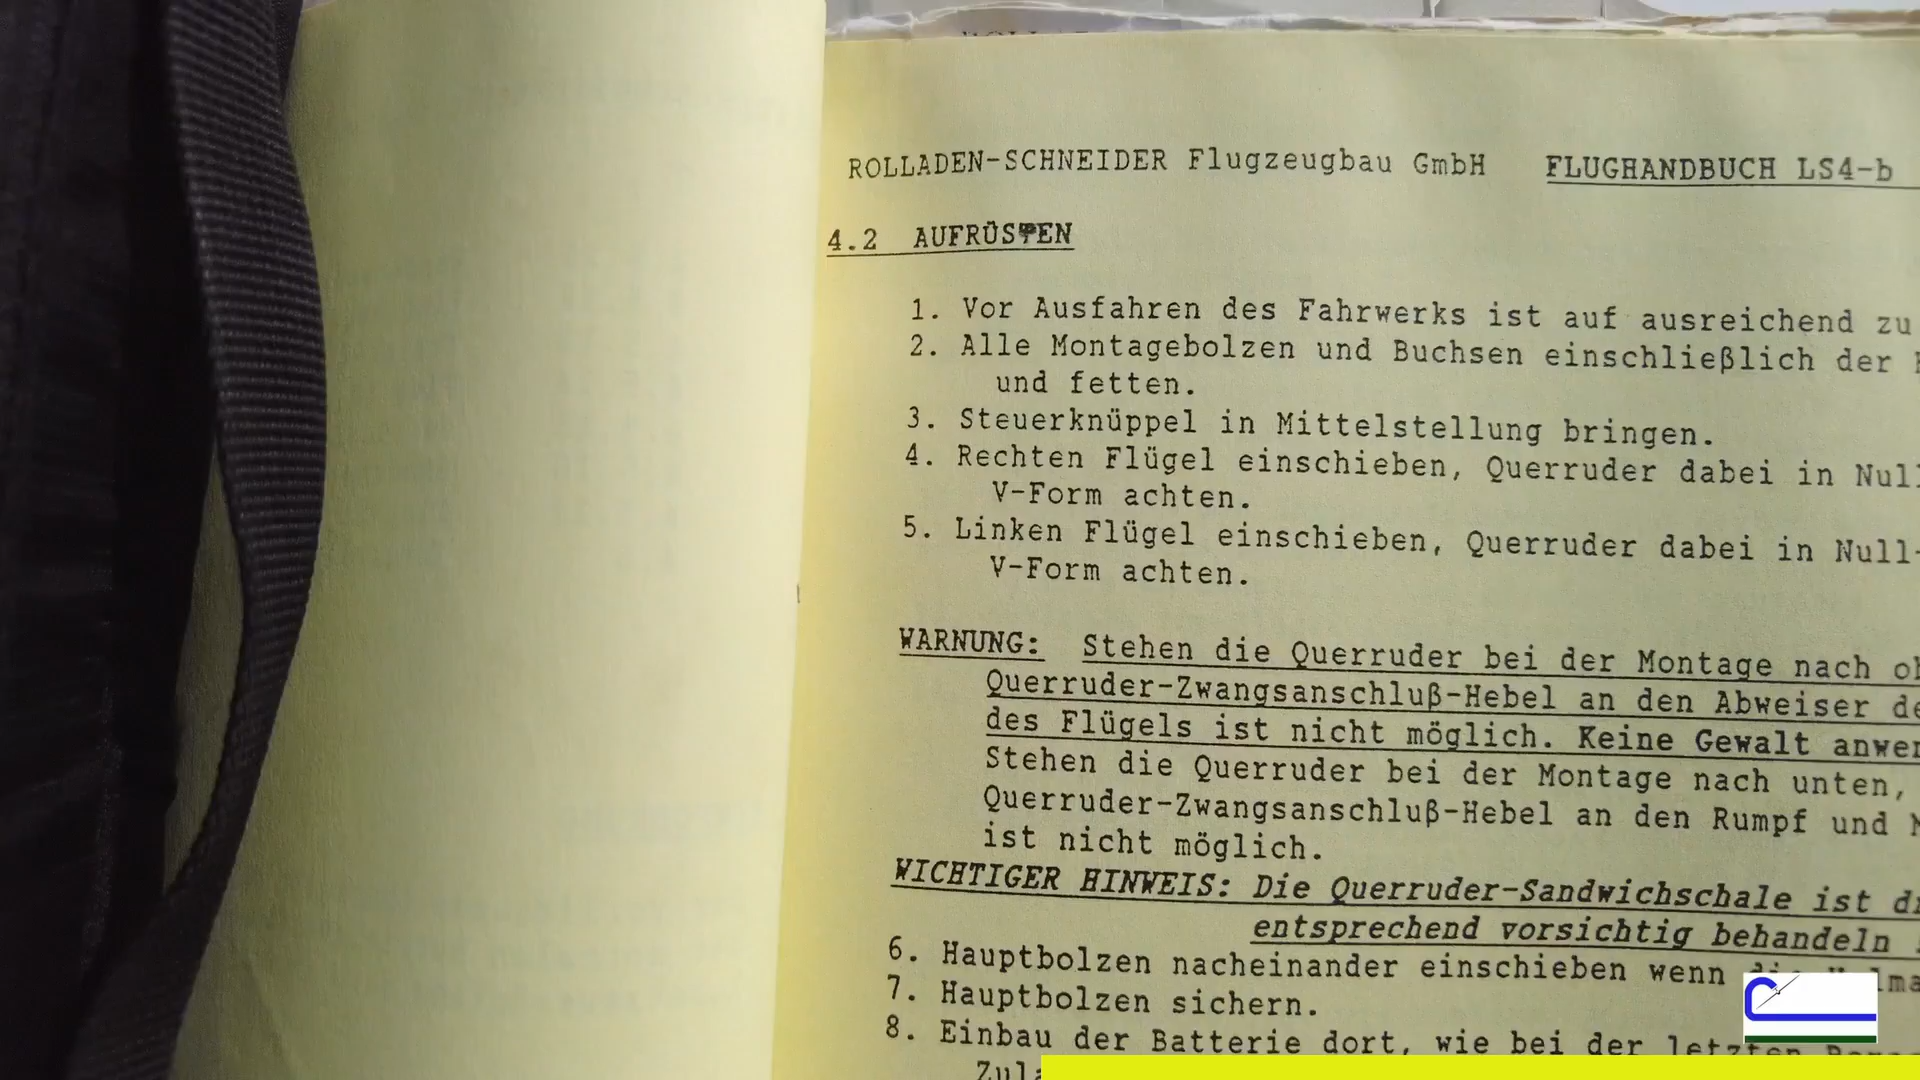 ROLLADEN-SCHNEIDER Flugzeugbau GmbH FLUGHANDBUCH LS4-b
4.2 AUFRÜSTEN
1. Vor Ausfahren des Fahrwerks ist auf ausreichend zu
2. Alle Montagebolzen und Buchsen einschließlich der
und fetten.
3. Steuerknüppel in Mittelstellung bringen.
4. Rechten Flügel einschieben, Querruder dabei in
V-Form achten.
5. Linken Flügel einschieben, Querruder dabei in Null-
V-Form achten.
WARNUNG: Stehen die Querruder bei der Montage nach
Querruder-Zwangsanschluß-Hebel an den Abweiser
des Flügels ist nicht möglich. Keine Gewalt
Stehen die Querruder bei der Montage nach unten,
Querruder-Zwangsanschluß-Hebel an den Rumpf und
ist nicht möglich.
WICHTIGER HINWEIS: Die Querruder-Sandwichschale ist
entsprechend vorsichtig behandeln
6. Hauptbolzen nacheinander einschieben wenn
7. Hauptbolzen sichern.
8. Einbau der Batterie dort, wie bei der